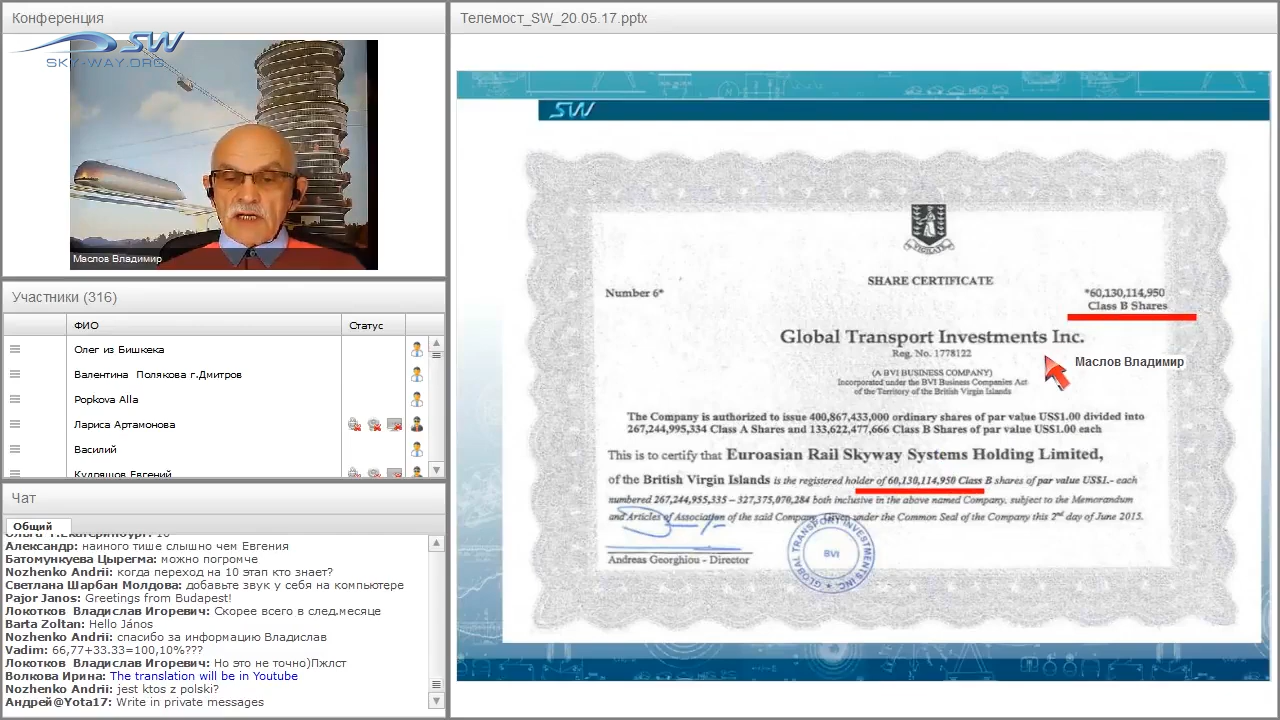 Конференция
SW
SKY-WAY.ORG
Маслов Владимир
Участники (316)
ФИО Статус
Олег из Бишкека
Валентина Полякова г.Дмитров
Popkova Alla
Лариса Артамонова
Василий
Кудряшов Евгений
Чат
Общий
Александр: наиного тише слышно чем Евгения
Бягомункуева Цырегма: можно погромче
Nozhenko Andrii: когда переход на 10 этап кто знает?
Светлана Шарбан Молдова: добавьте звук у себя на компьютере
Pajor Janos: Greetings from Budapest!
Локотков Владислав Игоревич: Скорее всего в след.месяце
Barta Zoltan: Hello János
Nozhenko Andrii: спасибо за информацию Владислав
Vadim: 66,77+33.33=100,10%???
Локотков Владислав Игоревич: Но это не точно)Пжлст
Волкова Ирина: The translation will be in Youtube
Nozhenko Andrii: jest ktos z polski?
Андрей@Yota17: Write in private messages
Телемост_SW_20.05.17.pptx
SW
VIGILATE
SHARE CERTIFICATE
Number 6*
*60,130,114,950
Class B Shares
Global Transport Investments Inc.
Reg. No. 1778122
(A BVI BUSINESS COMPANY)
Incorporated under the BVI Business Companies Act
of the Territory of the British Virgin Islands
Маслов Владимир
The Company is authorized to issue 400,867,433,000 ordinary shares of par value US$1.00 divided into
267,244,995,334 Class A Shares and 133,622,477,666 Class B Shares of par value US$1.00 each
This is to certify that Euroasian Rail Skyway Systems Holding Limited,
of the British Virgin Islands is the registered holder of 60,130,114,950 Class B shares of par value US$1.- each
numbered 267,244,955,335 – 327,375,070,284 both inclusive in the above named Company, subject to the Memorandum
and Articles of Association of the said Company. Given under the Common Seal of the Company this 2nd day of June 2015.
Andreas Georghiou - Director
GLOBAL TRANSPORT INVESTMENTS INC.
BVI